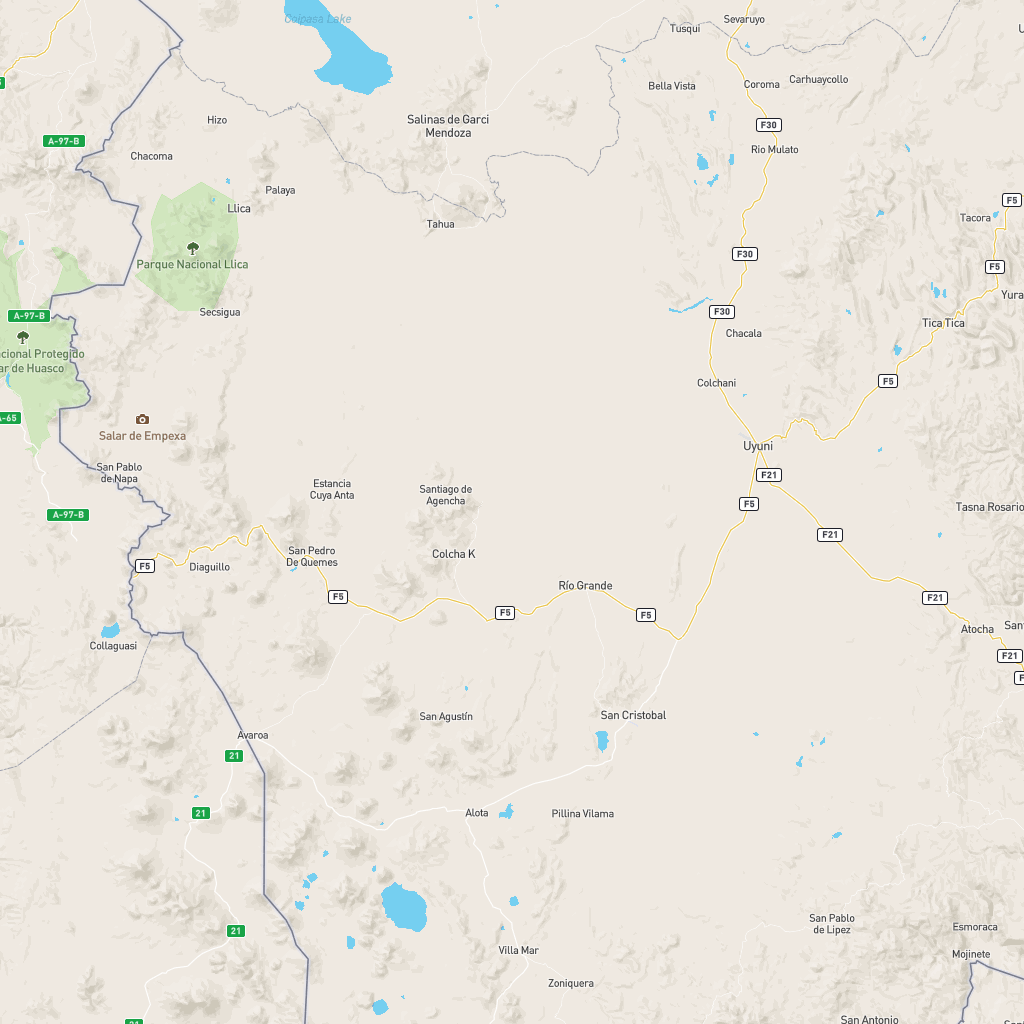 Coipasa Lake
Sevaruyo
Tusqui
Bella Vista
Coroma
Carhuaycollo
Hizo
Salinas de Garci
Mendoza
F30
A-97-B
Rio Mulato
Chacoma
Palaya
Llica
Tahua
Tacora
F5
Parque Nacional Llica
F30
F5
Yura
Secsigua
A-97-B
F30
Tica Tica
Chacala
acional Protegido
ar de Huasco
Colchani
F5
A-65
Salar de Empexa
Uyuni
San Pablo
de Napa
F21
Estancia
Cuya Anta
Santiago de
Agencha
F5
Tasna Rosario
A-97-B
F21
San Pedro
De Quemes
Colcha K
Diaguillo
F5
Río Grande
F5
F5
F5
F21
Atocha
Collaguasi
F21
San Agustín
San Cristobal
Avaroa
21
21
Alota
Pillina Vilama
San Pablo
de Lipez
Esmoraca
21
Villa Mar
Mojinete
Zoniquera
San Antonio
21